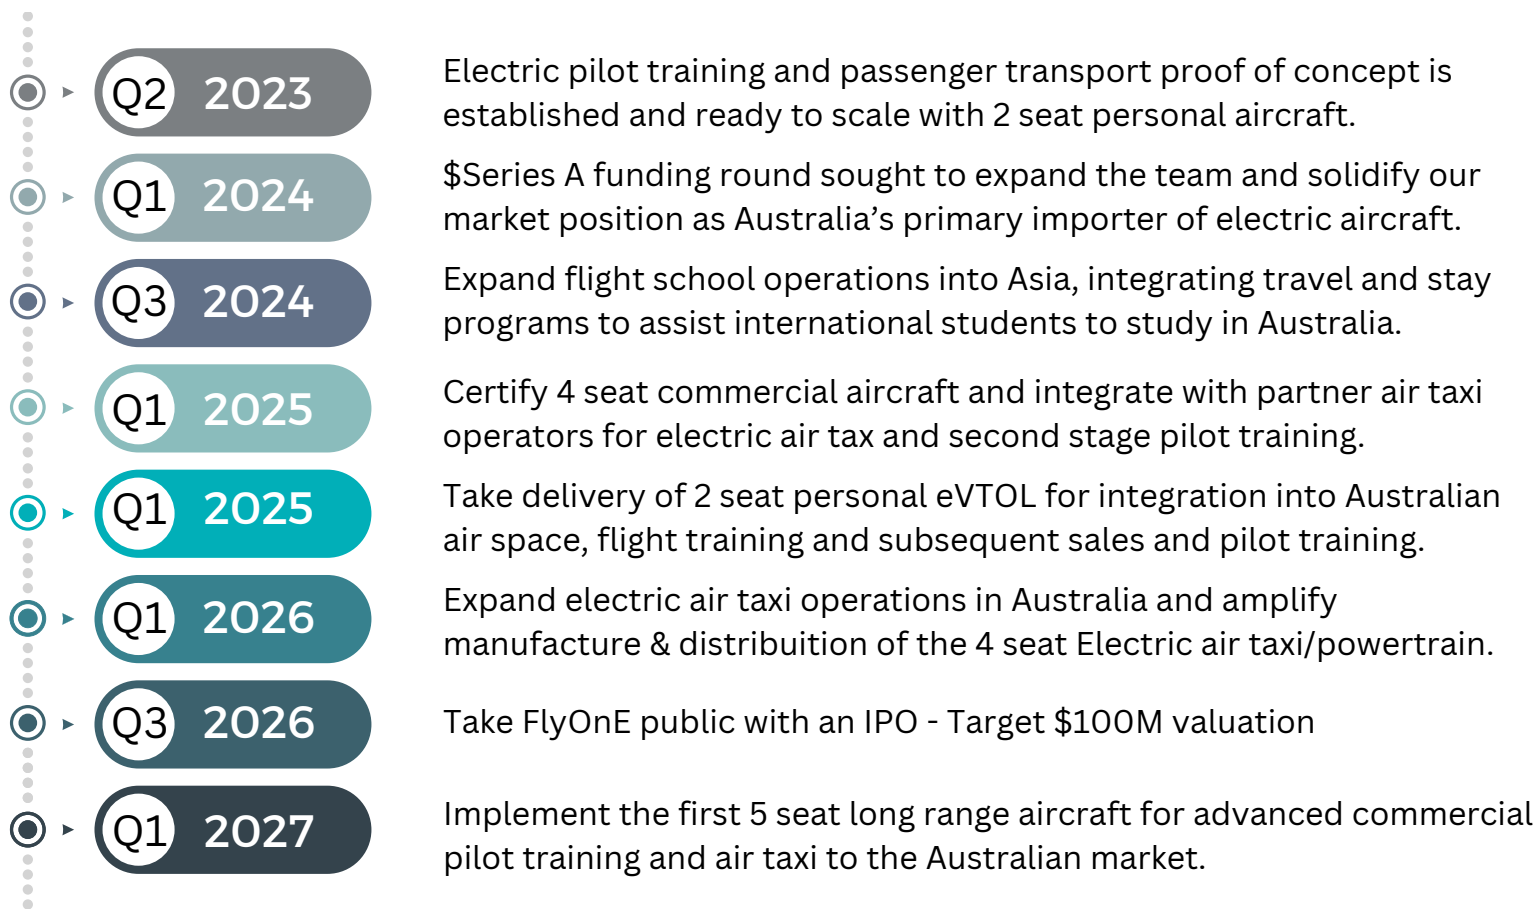 Q2 2023
Electric pilot training and passenger transport proof of concept is
established and ready to scale with 2 seat personal aircraft.
Q1 2024
$Series A funding round sought to expand the team and solidify our
market position as Australia’s primary importer of electric aircraft.
Q3 2024
Expand flight school operations into Asia, integrating travel and stay
programs to assist international students to study in Australia.
Q1 2025
Certify 4 seat commercial aircraft and integrate with partner air taxi
operators for electric air tax and second stage pilot training.
Q1 2025
Take delivery of 2 seat personal eVTOL for integration into Australian
air space, flight training and subsequent sales and pilot training.
Q1 2026
Expand electric air taxi operations in Australia and amplify
manufacture & distribuition of the 4 seat Electric air taxi/powertrain.
Q3 2026
Take FlyOnE public with an IPO - Target $100M valuation
Q1 2027
Implement the first 5 seat long range aircraft for advanced commercial
pilot training and air taxi to the Australian market.